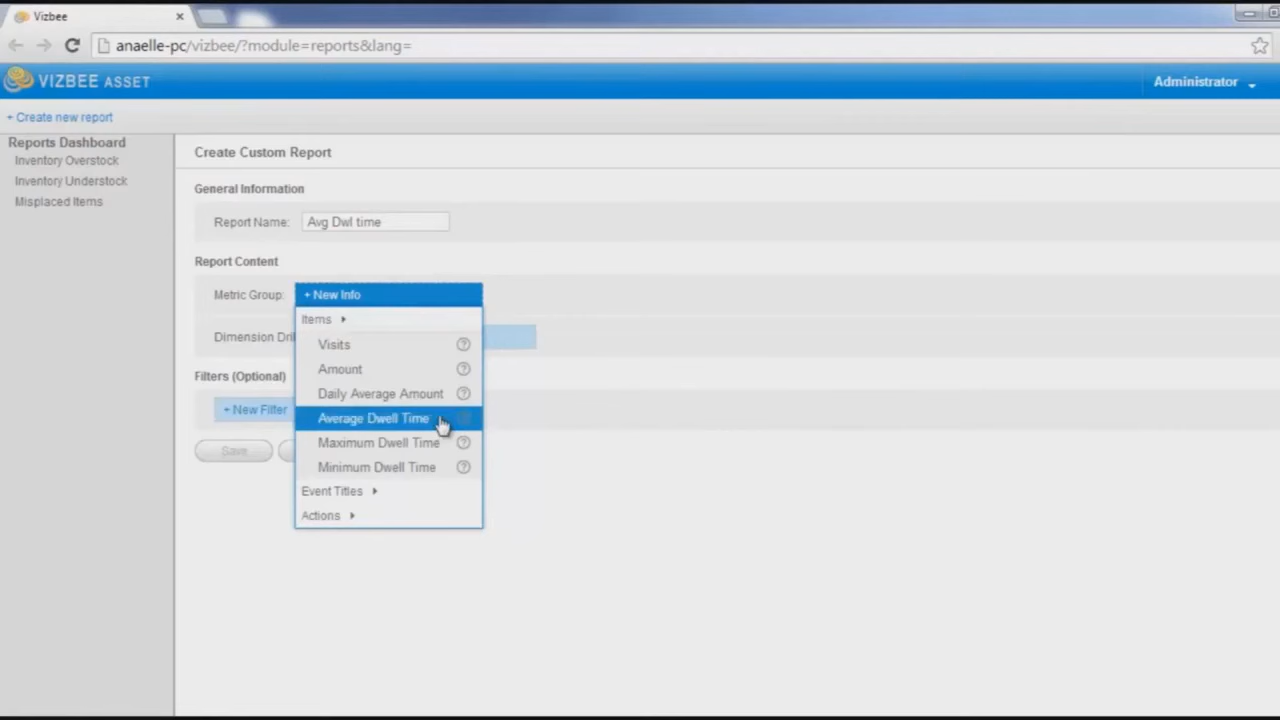 Vizbee
anaelle-pc/vizbee/?module=reports&lang=
VIZBEE ASSET
Administrator
+ Create new report
Reports Dashboard
Inventory Overstock
Inventory Understock
Misplaced Items
Create Custom Report
General Information
Report Name: Avg Dwl time
Report Content
Metric Group: + New Info
Items
Visits
Amount
Daily Average Amount
Average Dwell Time
Maximum Dwell Time
Minimum Dwell Time
Event Titles
Actions
Dimension Dril
Filters (Optional)
+ New Filter
Save